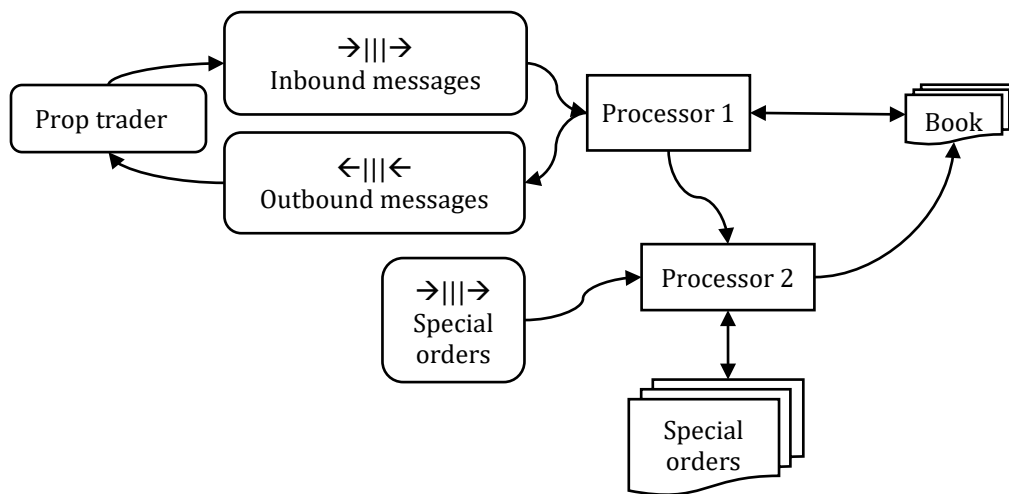 →|||→
Inbound messages
Prop trader
Processor 1
Book
←|||←
Outbound messages
Processor 2
→|||→
Special
orders
Special
orders